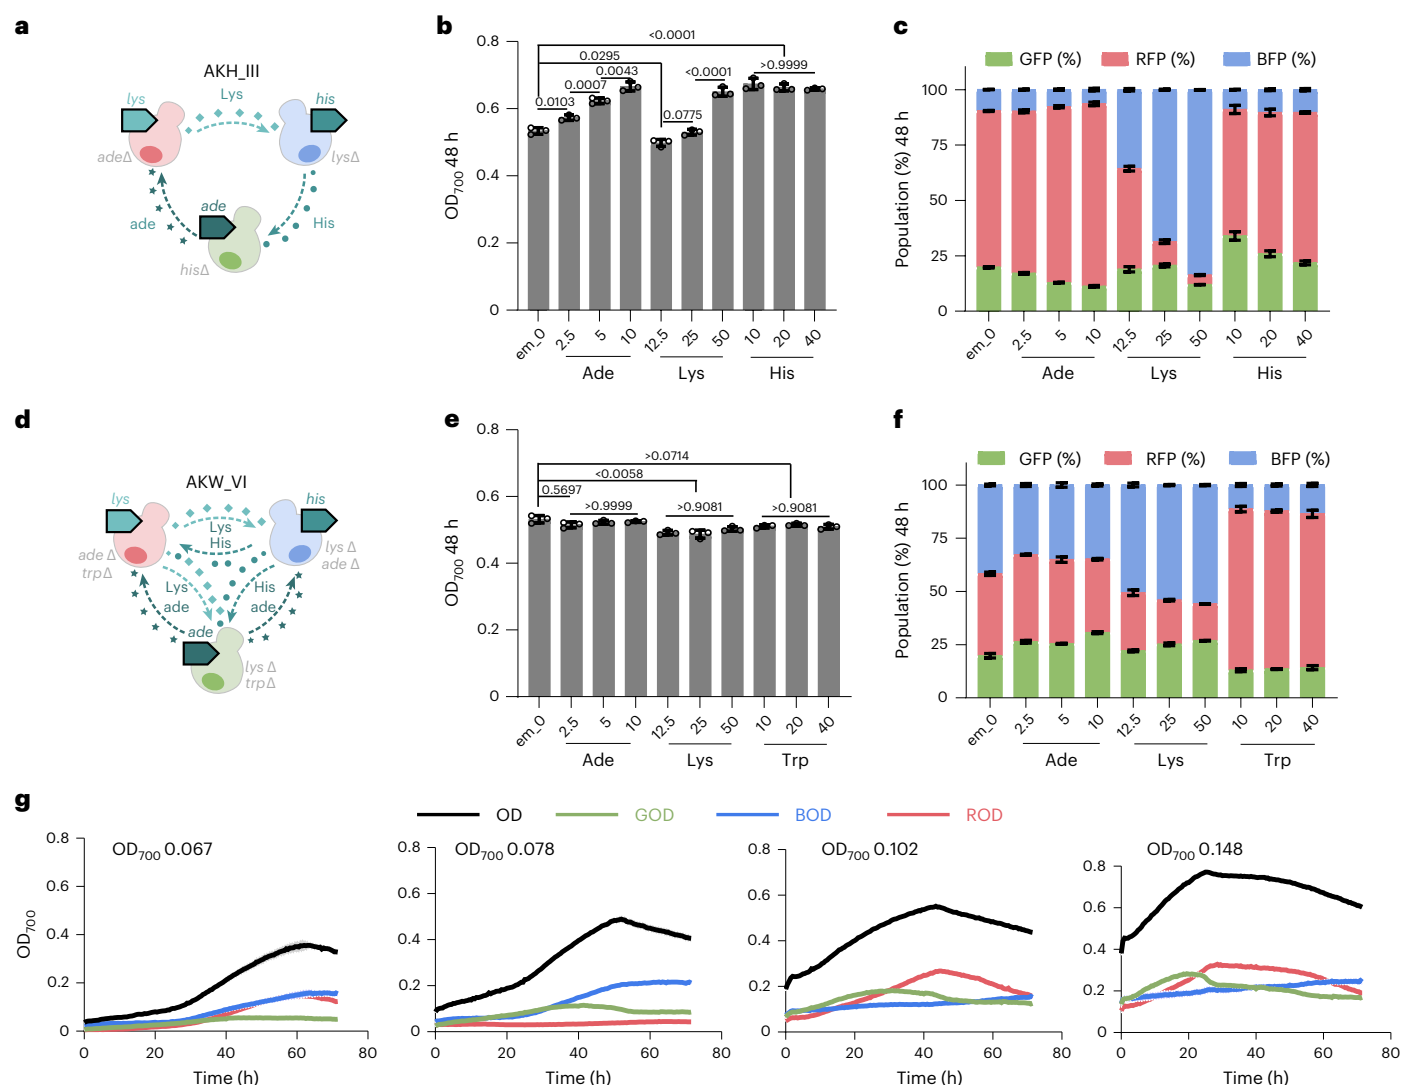 a
AKH_III
lys
Lys
his
adeΔ
lysΔ
ade
ade
His
hisΔ
b
OD700 48 h
0.8
0.6
0.4
0.2
0
<0.0001
0.0295
0.0043
0.0007
0.0103
<0.0001
0.0775
>0.9999
em_0
2.5
5
10
12.5
25
50
10
20
40
Ade
Lys
His
c
GFP (%)
RFP (%)
BFP (%)
Population (%) 48 h
100
75
50
25
0
em_0
2.5
5
10
12.5
25
50
10
20
40
Ade
Lys
His
d
AKW_VI
lys
his
Lys
His
ade Δ
trpΔ
lys Δ
ade Δ
Lys
ade
His
ade
ade
lys Δ
trpΔ
e
OD700 48 h
0.8
0.6
0.4
0.2
0
>0.0714
<0.0058
0.5697
>0.9999
>0.9081
>0.9081
em_0
2.5
5
10
12.5
25
50
10
20
40
Ade
Lys
Trp
f
GFP (%)
RFP (%)
BFP (%)
Population (%) 48 h
100
75
50
25
0
em_0
2.5
5
10
12.5
25
50
10
20
40
Ade
Lys
Trp
g
OD
GOD
BOD
ROD
OD700
OD700 0.067
0.8
0.6
0.4
0.2
0
0
20
40
60
80
Time (h)
OD700 0.078
0.8
0.6
0.4
0.2
0
0
20
40
60
80
Time (h)
OD700 0.102
0.8
0.6
0.4
0.2
0
0
20
40
60
80
Time (h)
OD700 0.148
0.8
0.6
0.4
0.2
0
0
20
40
60
80
Time (h)